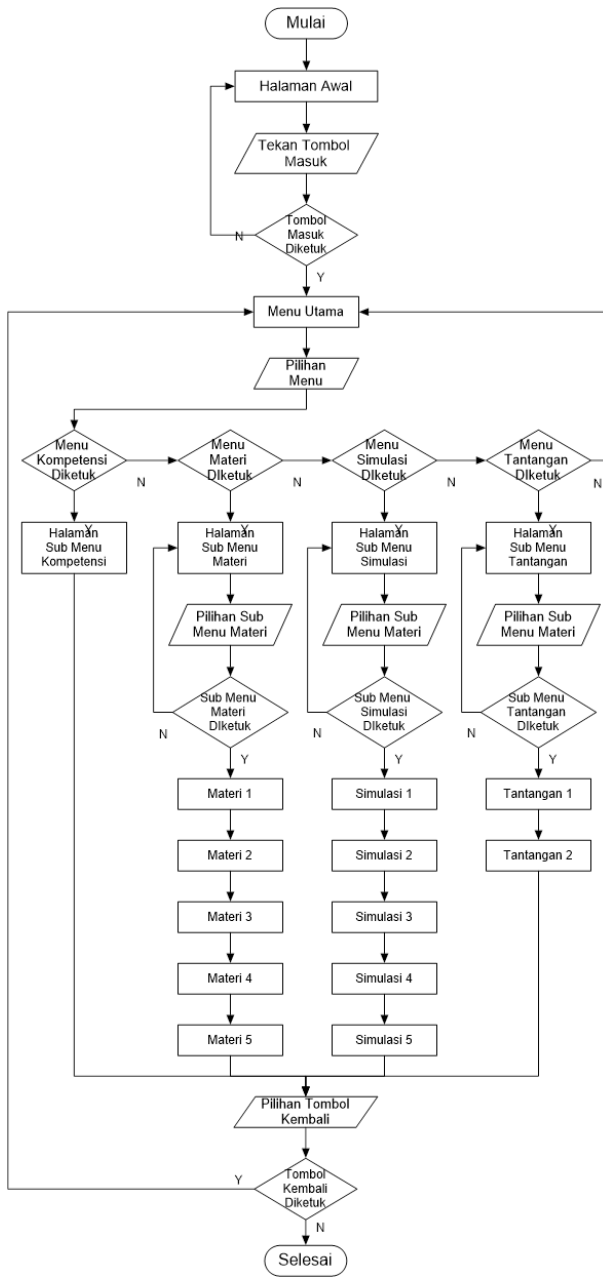 Mulai
Halaman Awal
Tekan Tombol
Masuk
Tombol
Masuk
Diketuk
N
Y
Menu Utama
Pilihan
Menu
Menu
Kompetensi
Diketuk
N
Menu
Materi
DIketuk
N
Menu
Simulasi
DIketuk
N
Menu
Tantangan
DIketuk
N
Y
Halaman
Sub Menu
Kompetensi
Y
Halaman
Sub Menu
Materi
Y
Halaman
Sub Menu
Simulasi
Y
Halaman
Sub Menu
Tantangan
Pilihan Sub
Menu Materi
Pilihan Sub
Menu Materi
Pilihan Sub
Menu Materi
Sub Menu
Materi
DIketuk
N
Y
Sub Menu
Simulasi
DIketuk
N
Y
Sub Menu
Tantangan
DIketuk
N
Y
Materi 1
Simulasi 1
Tantangan 1
Materi 2
Simulasi 2
Tantangan 2
Materi 3
Simulasi 3
Materi 4
Simulasi 4
Materi 5
Simulasi 5
Pilihan Tombol
Kembali
Tombol
Kembali
Diketuk
Y
N
Selesai